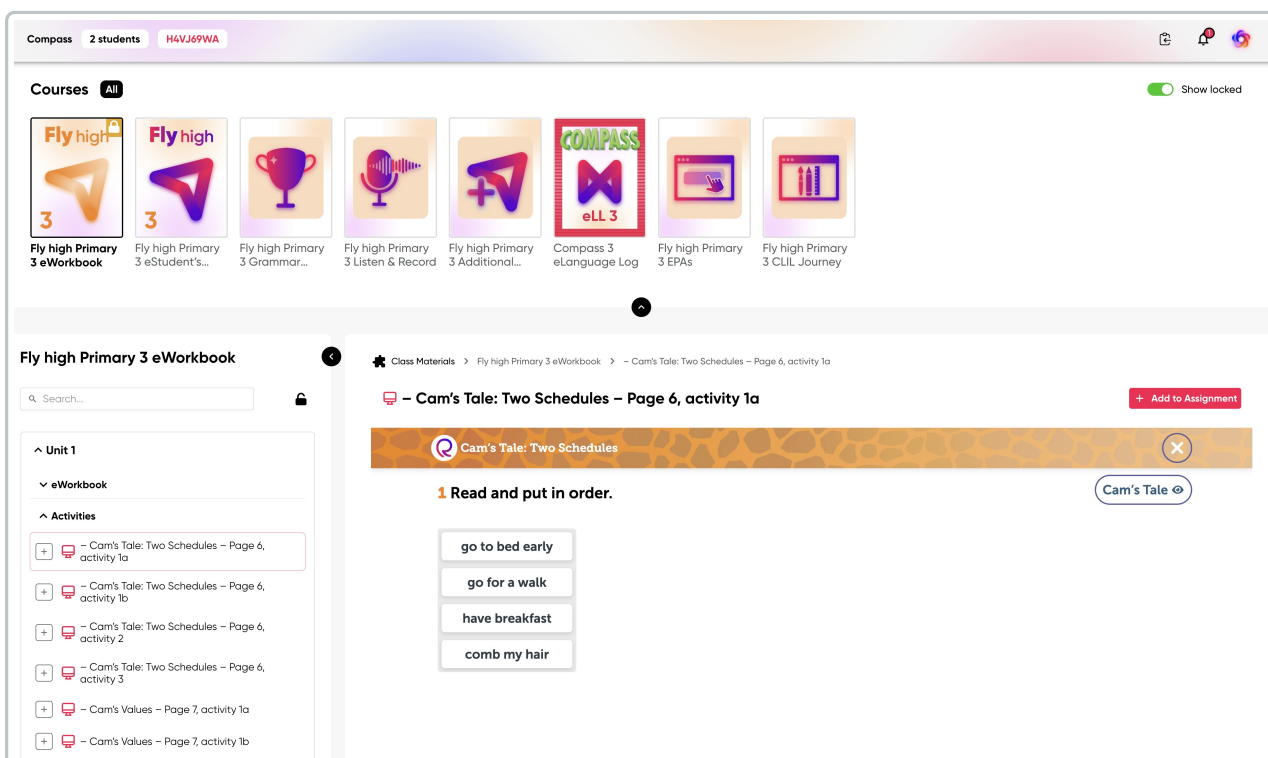 Compass 2 students H4VJ69WA
1
Courses All
Show locked
Fly high
3
Fly high
3
COMPASS
eLL 3
Fly high Primary
3 eWorkbook
Fly high Primary
3 eStudent's...
Fly high Primary
3 Grammar...
Fly high Primary
3 Listen & Record
Fly high Primary
3 Additional...
Compass 3
eLanguage Log
Fly high Primary
3 EPAs
Fly high Primary
3 CLIL Journey
Fly high Primary 3 eWorkbook
Search...
Unit 1
eWorkbook
Activities
– Cam's Tale: Two Schedules – Page 6,
activity 1a
– Cam's Tale: Two Schedules – Page 6,
activity 1b
– Cam's Tale: Two Schedules – Page 6,
activity 2
– Cam's Tale: Two Schedules – Page 6,
activity 3
– Cam's Values – Page 7, activity 1a
– Cam's Values – Page 7, activity 1b
Class Materials > Fly high Primary 3 eWorkbook > – Cam's Tale: Two Schedules – Page 6, activity 1a
– Cam's Tale: Two Schedules – Page 6, activity 1a
+ Add to Assignment
Cam's Tale: Two Schedules
1 Read and put in order.
Cam's Tale
go to bed early
go for a walk
have breakfast
comb my hair